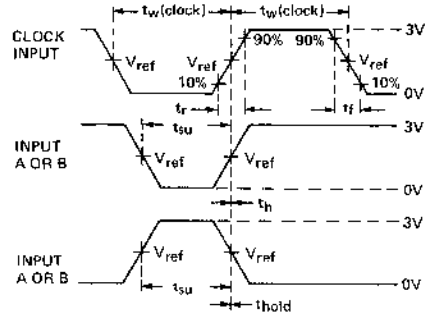 tw(clock) tw(clock)
CLOCK INPUT
3V
90% 90%
Vref Vref Vref
10% 10%
0V
tr tf
tsu
3V
INPUT A OR B
Vref Vref
0V
th
3V
INPUT A OR B
Vref Vref
0V
tsu
thold